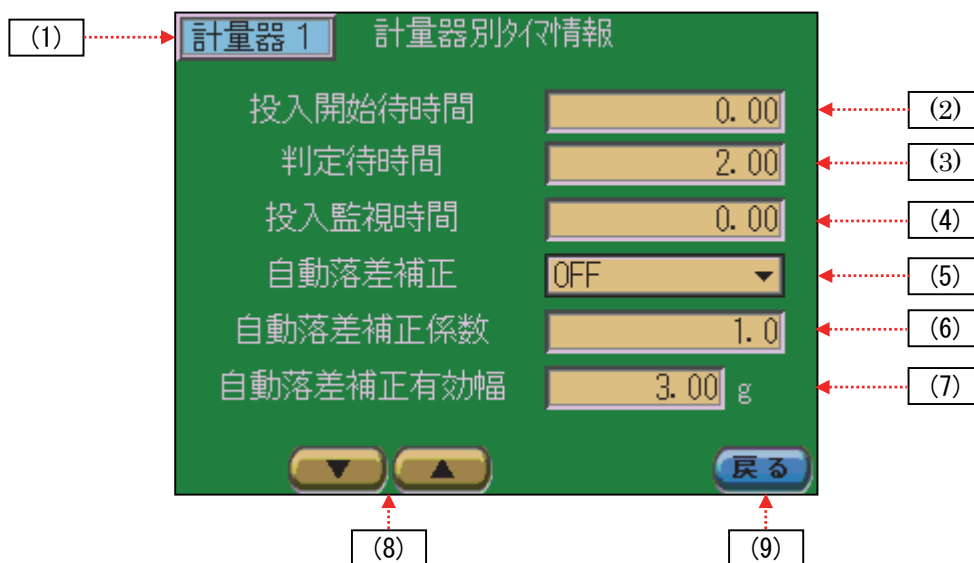 (1) 計量器 1 計量器別ﾀｲﾏ情報
投入開始待時間 0.00 (2)
判定待時間 2.00 (3)
投入監視時間 0.00 (4)
自動落差補正 OFF ▼ (5)
自動落差補正係数 1.0 (6)
自動落差補正有効幅 3.00 g (7)
▼ ▲ 戻る
(8) (9)